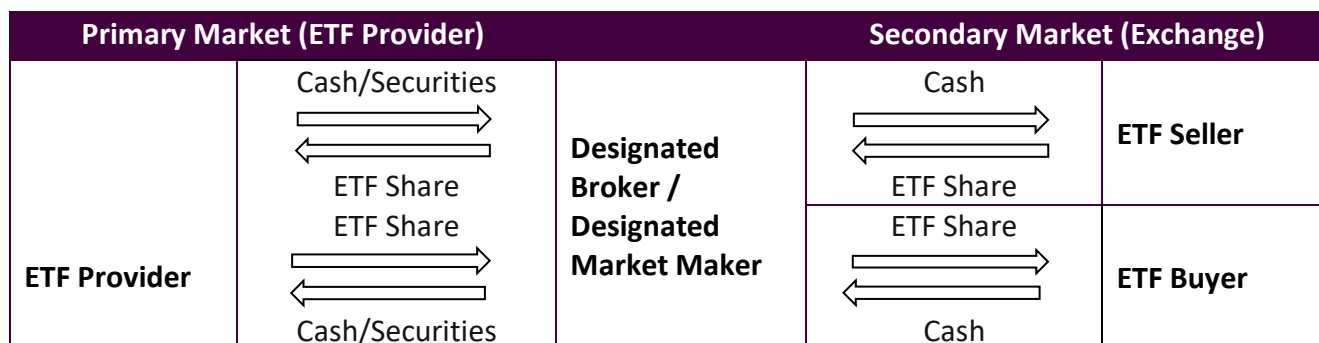 Primary Market (ETF Provider)
Secondary Market (Exchange)
Cash/Securities
ETF Share
ETF Share
Cash/Securities
ETF Provider
Designated
Broker /
Designated
Market Maker
Cash
ETF Share
ETF Seller
ETF Share
Cash
ETF Buyer